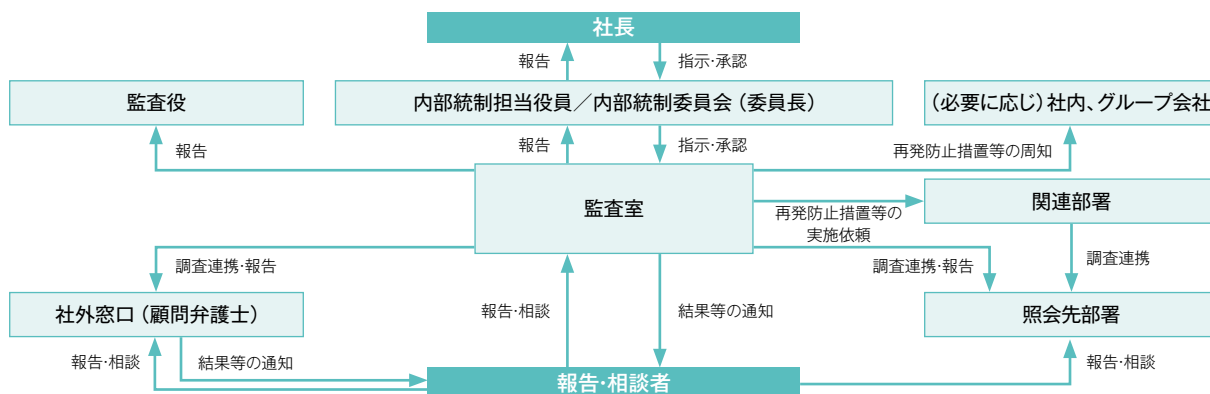 社長
報告
指示・承認
監査役
内部統制担当役員／内部統制委員会（委員長）
（必要に応じ）社内、グループ会社
報告
報告
指示・承認
再発防止措置等の周知
監査室
関連部署
再発防止措置等の
実施依頼
調査連携・報告
調査連携・報告
調査連携
社外窓口（顧問弁護士）
報告・相談
結果等の通知
照会先部署
報告・相談
結果等の通知
報告・相談
報告・相談者